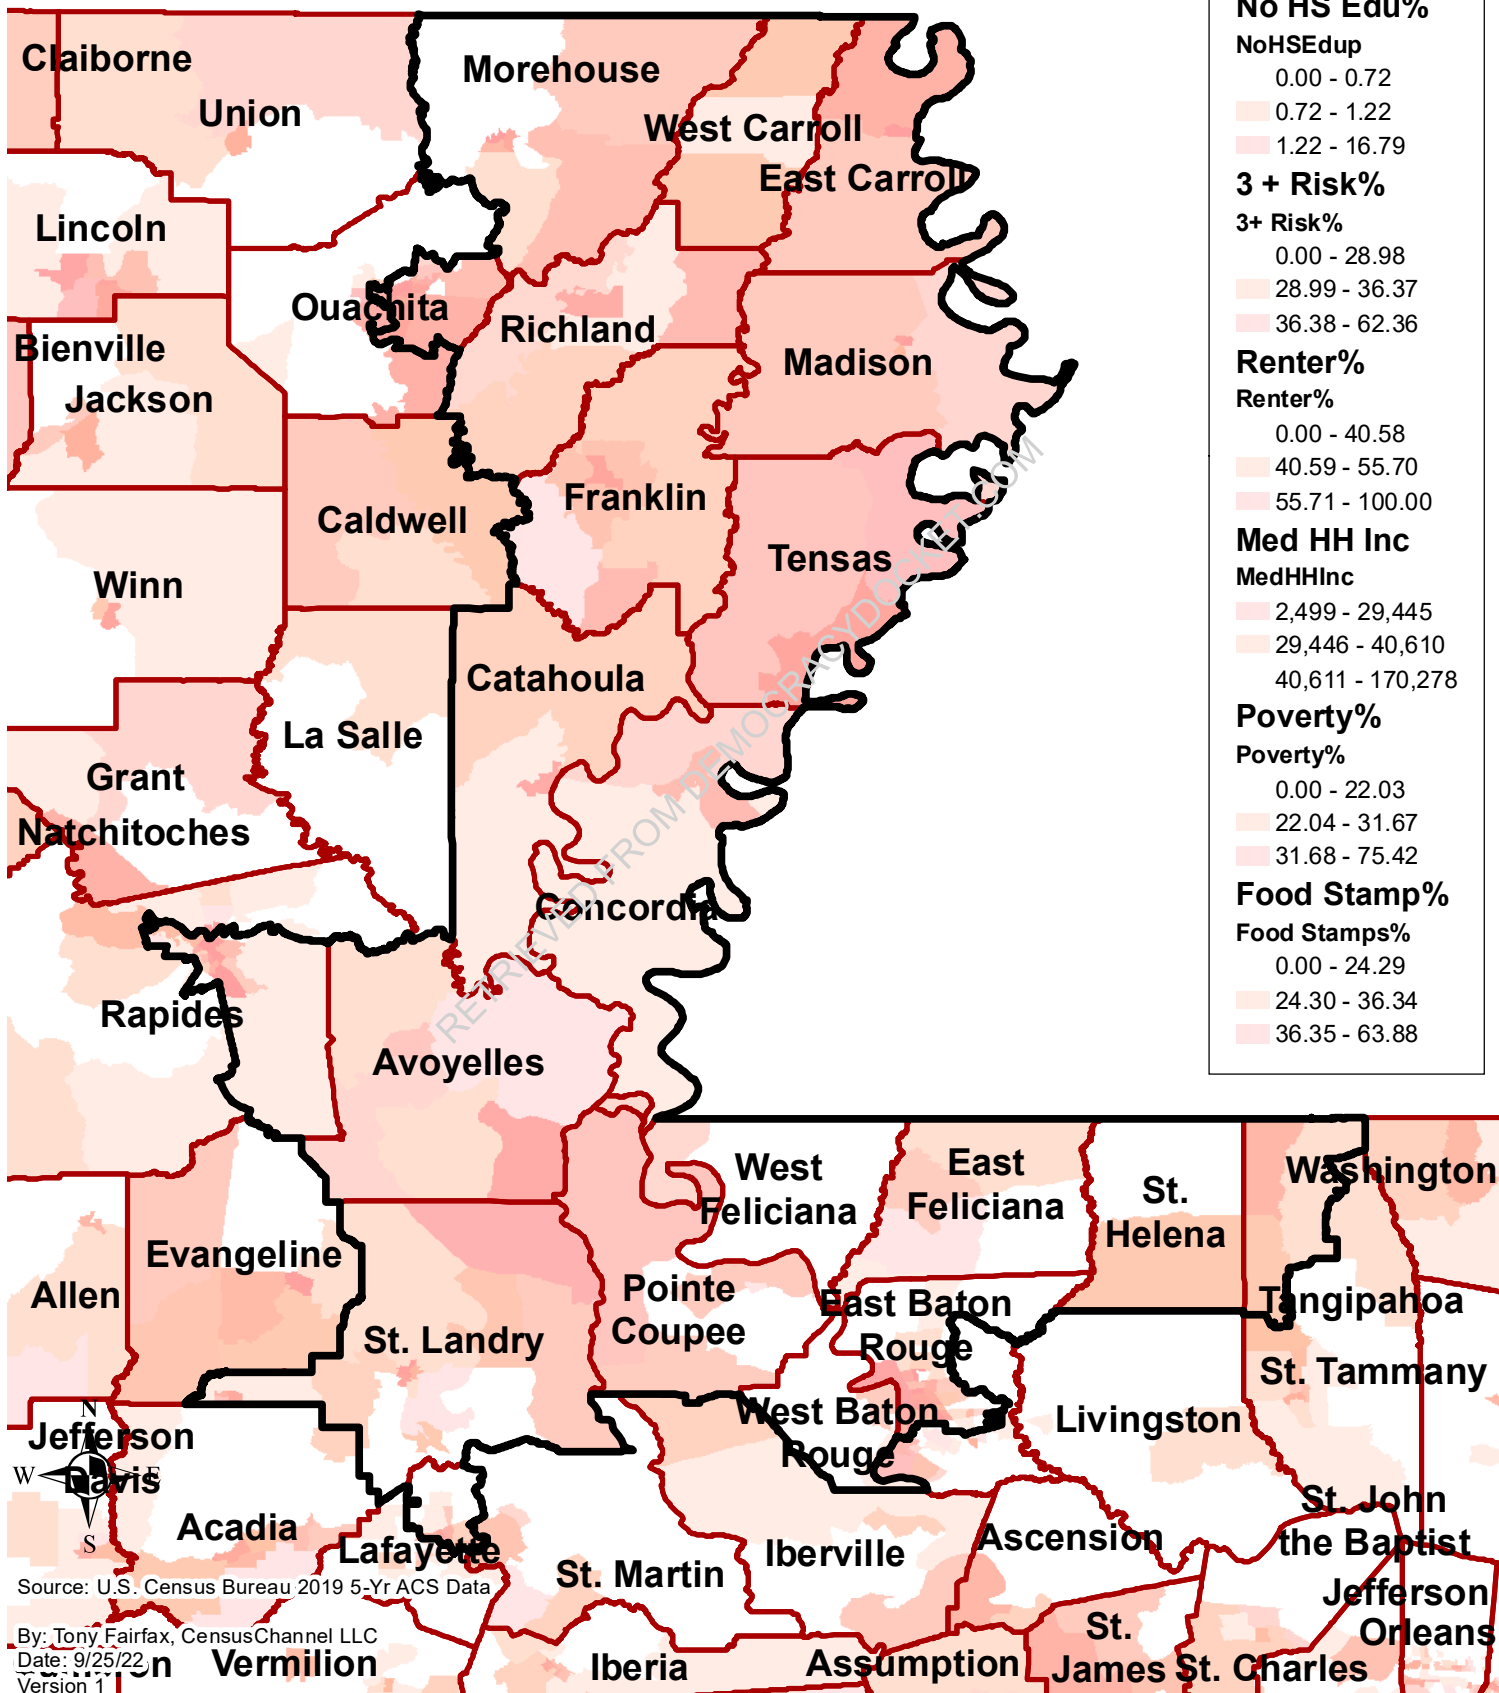 Claiborne
Union
Morehouse
West Carroll
East Carroll
Lincoln
Ouachita
Richland
Bienville
Jackson
Madison
Franklin
Caldwell
Winn
Tensas
Catahoula
La Salle
Grant
Natchitoches
Concordia
Rapides
Avoyelles
West
Feliciana
East
Feliciana
St.
Helena
Washington
Evangeline
Allen
Pointe
Coupee
East Baton
Rouge
Tangipahoa
St. Landry
St. Tammany
West Baton
Rouge
Livingston
Jefferson
Davis
Acadia
Lafayette
St. Martin
Iberville
Ascension
St. John
the Baptist
Jefferson
Orleans
St.
James
St. Charles
Vermilion
Iberia
Assumption
N
W
E
S
Source: U.S. Census Bureau 2019 5-Yr ACS Data
By: Tony Fairfax, CensusChannel LLC
Date: 9/25/22
Version 1
RETRIEVED FROM DEMOCRACYDOCKET.COM
No HS Edu%
NoHSEdup
0.00 - 0.72
0.72 - 1.22
1.22 - 16.79
3 + Risk%
3+ Risk%
0.00 - 28.98
28.99 - 36.37
36.38 - 62.36
Renter%
Renter%
0.00 - 40.58
40.59 - 55.70
55.71 - 100.00
Med HH Inc
MedHHInc
2,499 - 29,445
29,446 - 40,610
40,611 - 170,278
Poverty%
Poverty%
0.00 - 22.03
22.04 - 31.67
31.68 - 75.42
Food Stamp%
Food Stamps%
0.00 - 24.29
24.30 - 36.34
36.35 - 63.88